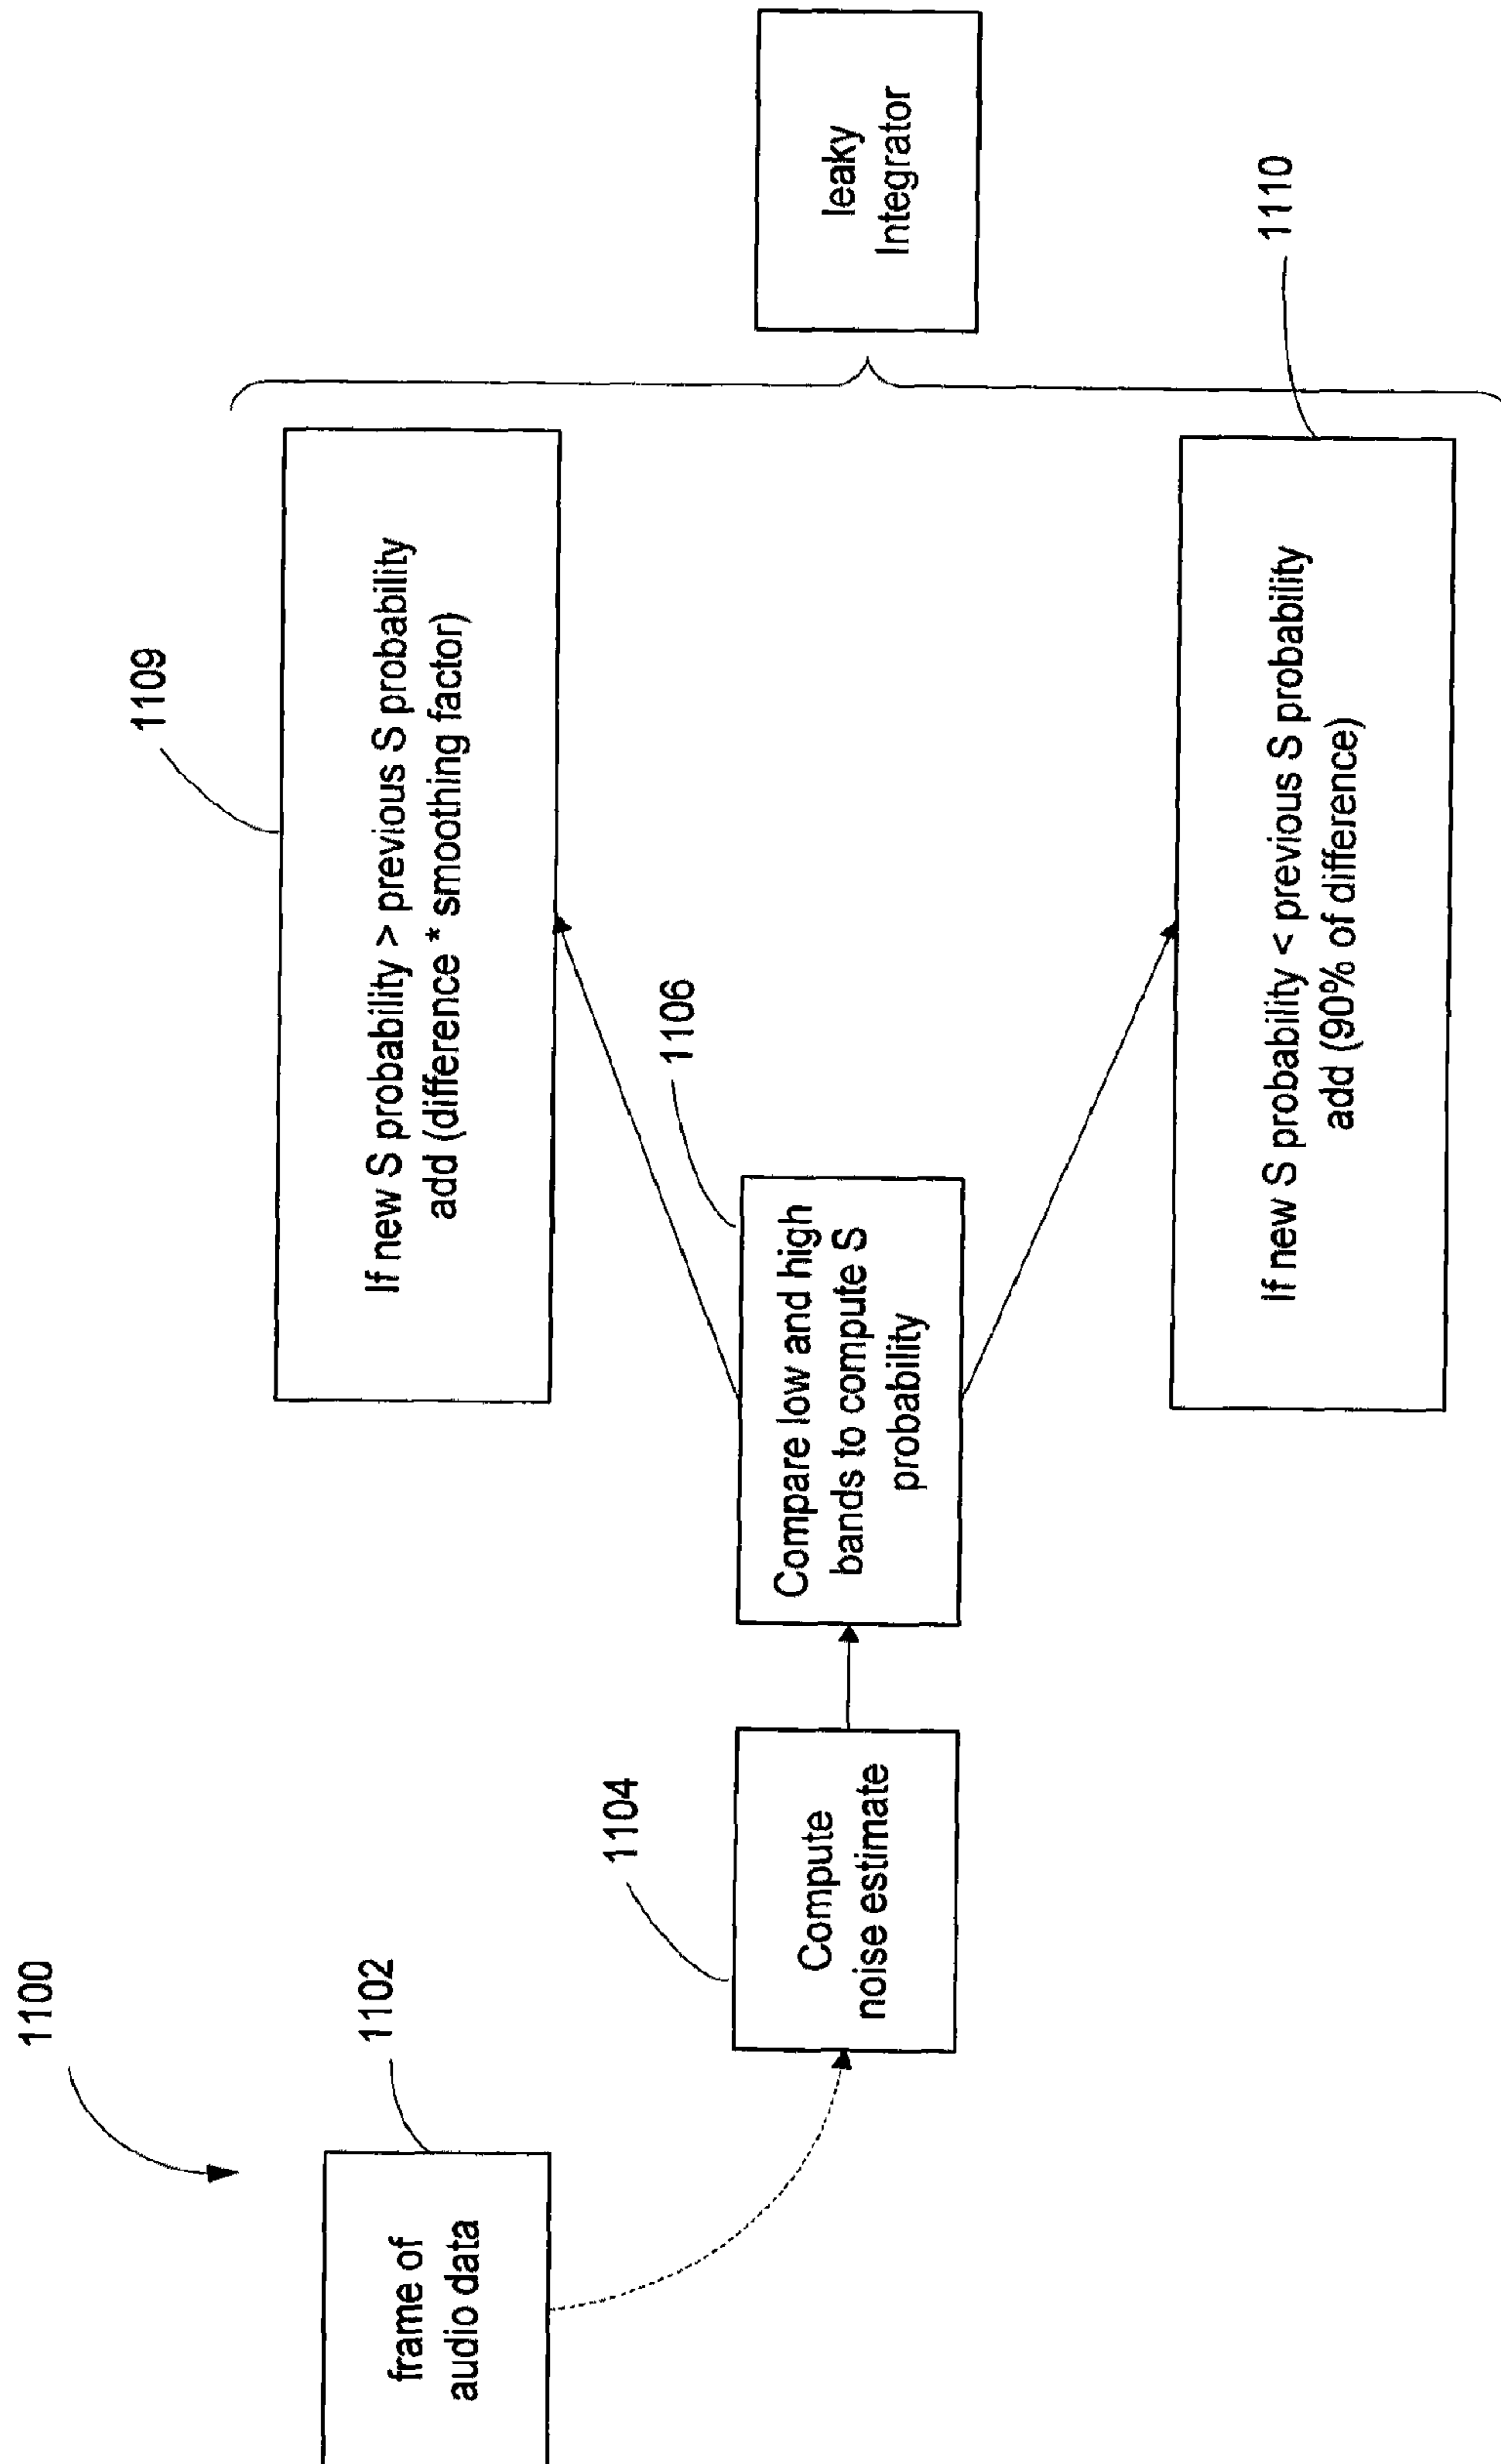 1100
1102
frame of
audio data
1104
Compute
noise estimate
1106
Compare low and high
bands to compute S
probability
1109
If new S probability > previous S probability
add (difference * smoothing factor)
1110
If new S probability < previous S probability
add (90% of difference)
leaky
Integrator